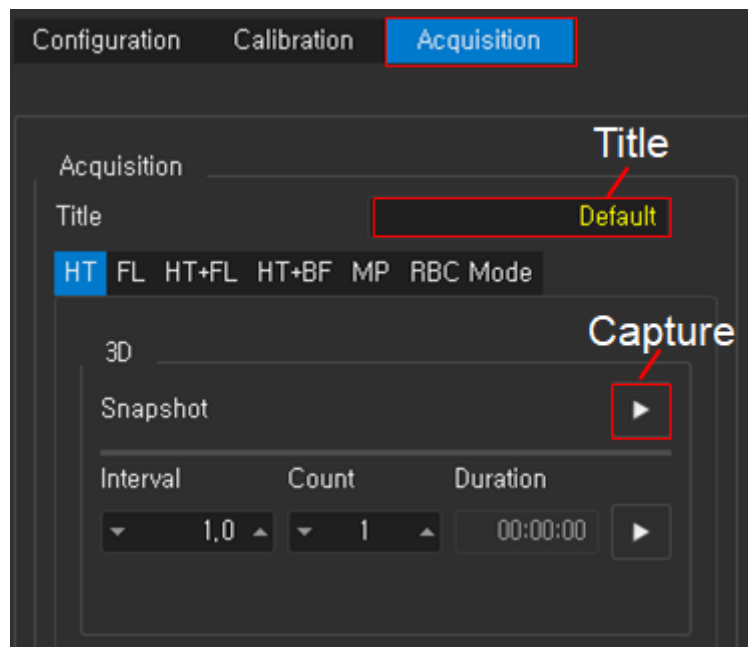 Configuration Calibration Acquisition
Title
Acquisition
Title Default
HT FL HT+FL HT+BF MP RBC Mode
Capture
3D
Snapshot
Interval Count Duration
1,0 1 00:00:00